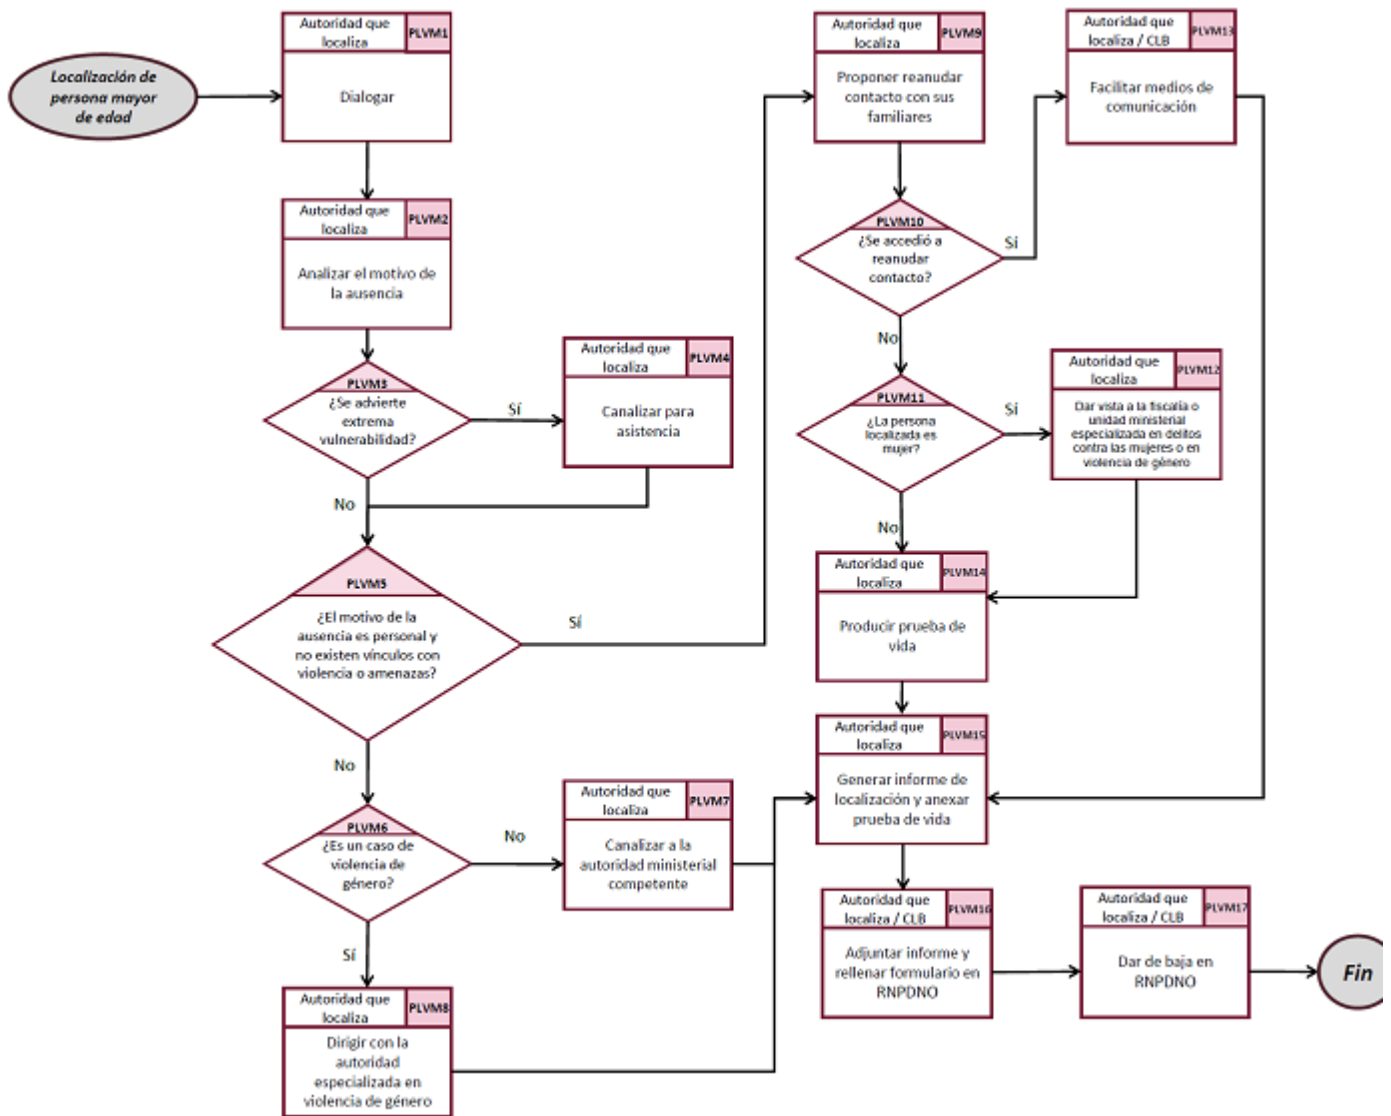 Localización de
persona mayor
de edad
Autoridad que
localiza
PLVM1
Dialogar
Autoridad que
localiza
PLVM2
Analizar el motivo de
la ausencia
PLVM3
¿Se advierte
extrema
vulnerabilidad?
Sí
No
Autoridad que
localiza
PLVM4
Canalizar para
asistencia
PLVM5
¿El motivo de la
ausencia es personal y
no existen vínculos con
violencia o amenazas?
Sí
No
PLVM6
¿Es un caso de
violencia de
género?
No
Sí
Autoridad que
localiza
PLVM7
Canalizar a la
autoridad ministerial
competente
Autoridad que
localiza
PLVM8
Dirigir con la
autoridad
especializada en
violencia de género
Autoridad que
localiza
PLVM9
Proponer reanudar
contacto con sus
familiares
PLVM10
¿Se accedió a
reanudar
contacto?
Sí
No
PLVM11
¿La persona
localizada es
mujer?
Sí
No
Autoridad que
localiza
PLVM12
Dar vista a la fiscalía o
unidad ministerial
especializada en delitos
contra las mujeres o en
violencia de género
Autoridad que
localiza / CLB
PLVM13
Facilitar medios de
comunicación
Autoridad que
localiza
PLVM14
Producir prueba de
vida
Autoridad que
localiza
PLVM15
Generar informe de
localización y anexar
prueba de vida
Autoridad que
localiza / CLB
PLVM16
Adjuntar informe y
rellenar formulario en
RNPDNO
Autoridad que
localiza / CLB
PLVM17
Dar de baja en
RNPDNO
Fin